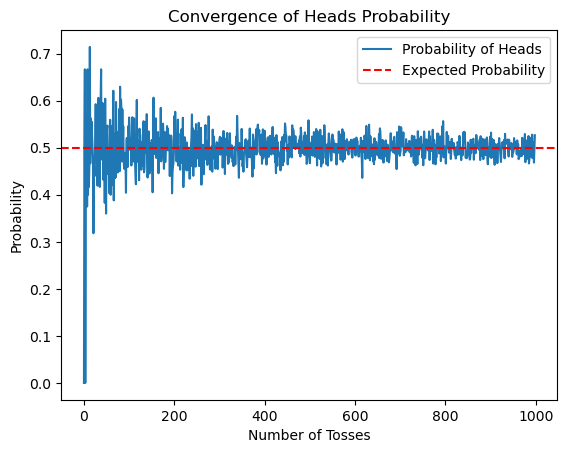 Convergence of Heads Probability
Probability of Heads
Expected Probability
Probability
0.7
0.6
0.5
0.4
0.3
0.2
0.1
0.0
0
200
400
600
800
1000
Number of Tosses